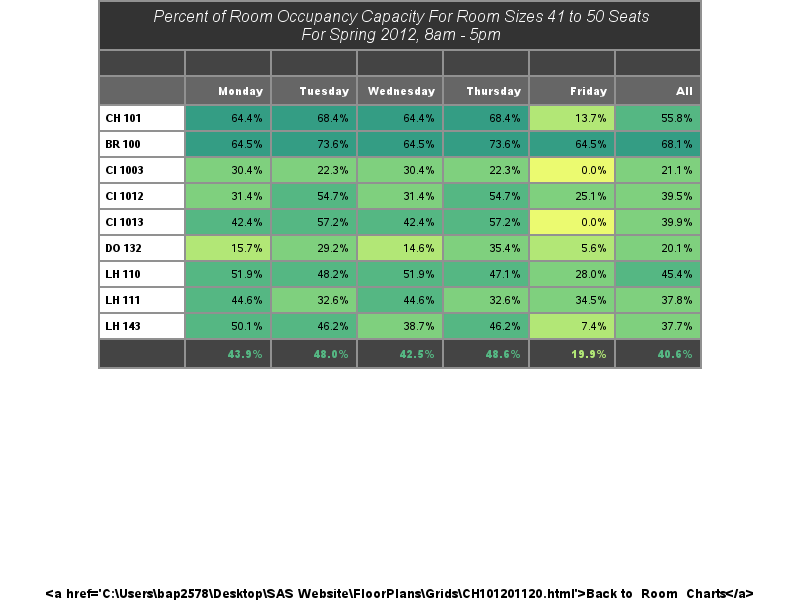 Percent of Room Occupancy Capacity For Room Sizes 41 to 50 Seats
For Spring 2012, 8am - 5pm
Monday Tuesday Wednesday Thursday Friday All
CH 101 64.4% 68.4% 64.4% 68.4% 13.7% 55.8%
BR 100 64.5% 73.6% 64.5% 73.6% 64.5% 68.1%
CI 1003 30.4% 22.3% 30.4% 22.3% 0.0% 21.1%
CI 1012 31.4% 54.7% 31.4% 54.7% 25.1% 39.5%
CI 1013 42.4% 57.2% 42.4% 57.2% 0.0% 39.9%
DO 132 15.7% 29.2% 14.6% 35.4% 5.6% 20.1%
LH 110 51.9% 48.2% 51.9% 47.1% 28.0% 45.4%
LH 111 44.6% 32.6% 44.6% 32.6% 34.5% 37.8%
LH 143 50.1% 46.2% 38.7% 46.2% 7.4% 37.7%
43.9% 48.0% 42.5% 48.6% 19.9% 40.6%
<a href='C:\Users\bap2578\Desktop\SAS Website\FloorPlans\Grids\CH101201120.html'>Back to Room Charts</a>